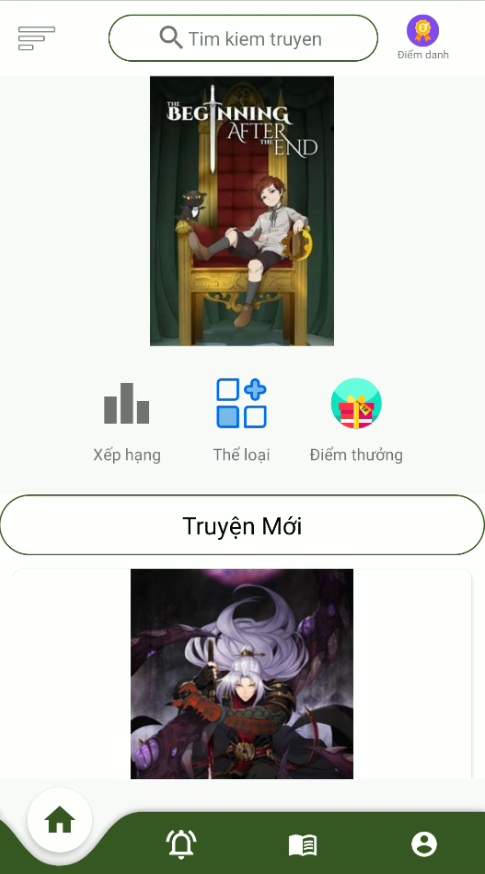 Tim kiem truyen
Điểm danh
THE
BEGINNING
AFTER
THE END
Xếp hạng
Thể loại
Điểm thưởng
Truyện Mới